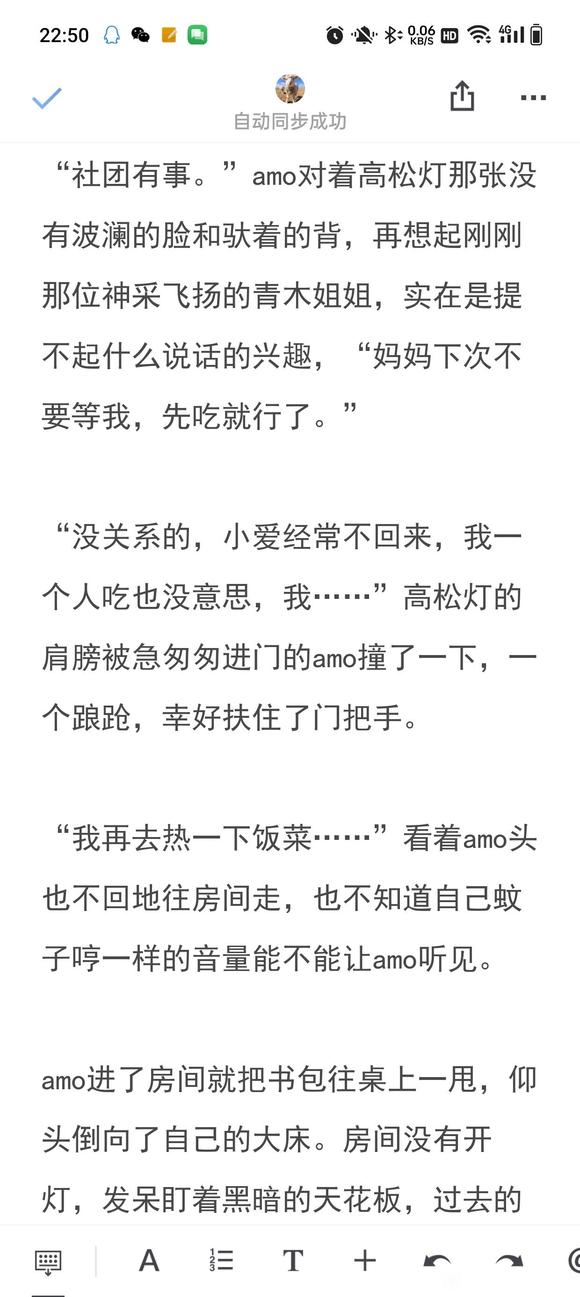 22:50
0.06 KB/S HD 4G
自动同步成功
“社团有事。”amo对着高松灯那张没
有波澜的脸和驮着的背，再想起刚刚
那位神采飞扬的青木姐姐，实在是提
不起什么说话的兴趣，“妈妈下次不
要等我，先吃就行了。”
“没关系的，小爱经常不回来，我一
个人吃也没意思，我……”高松灯的
肩膀被急匆匆进门的amo撞了一下，一
个踉跄，幸好扶住了门把手。
“我再去热一下饭菜……”看着amo头
也不回地往房间走，也不知道自己蚊
子哼一样的音量能不能让amo听见。
amo进了房间就把书包往桌上一甩，仰
头倒向了自己的大床。房间没有开
灯，发呆盯着黑暗的天花板，过去的
A
1 2 3
T